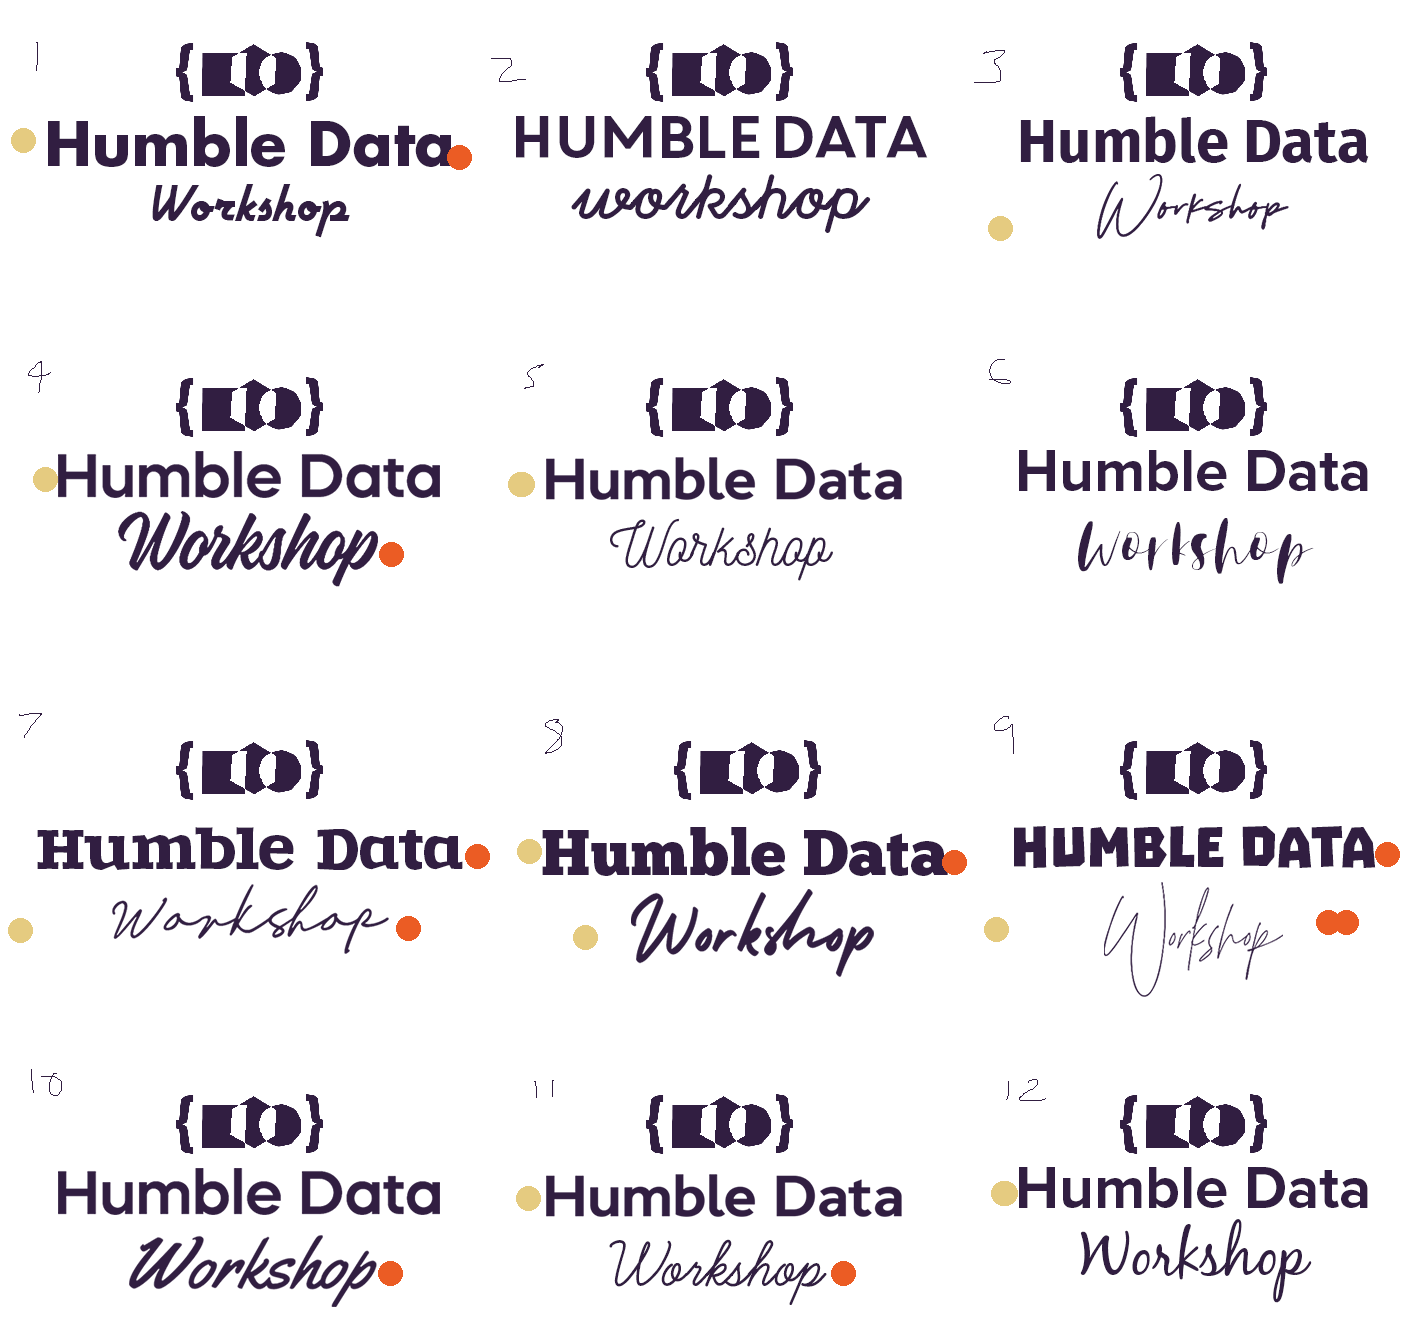 1
{ }
Humble Data
Workshop
2
{ }
HUMBLE DATA
workshop
3
{ }
Humble Data
Workshop
4
{ }
Humble Data
Workshop
5
{ }
Humble Data
Workshop
6
{ }
Humble Data
workshop
7
{ }
Humble Data
Workshop
8
{ }
Humble Data
Workshop
9
{ }
HUMBLE DATA
Workshop
10
{ }
Humble Data
Workshop
11
{ }
Humble Data
Workshop
12
{ }
Humble Data
Workshop